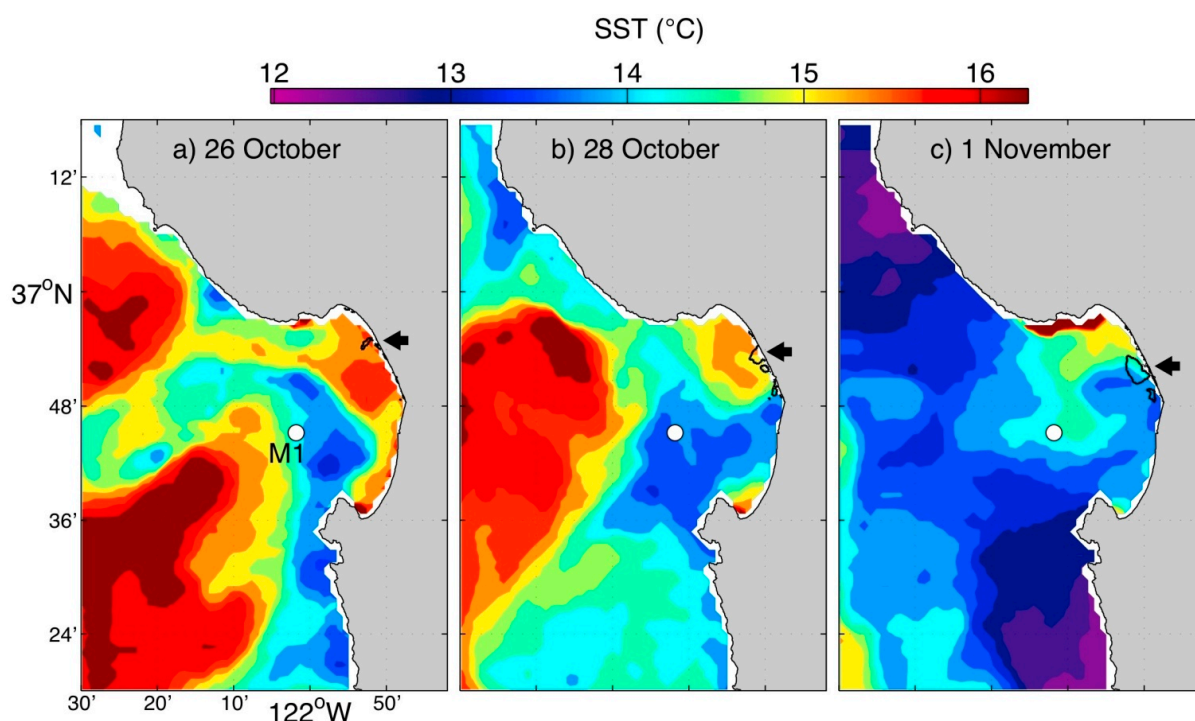 SST (°C)
12 13 14 15 16
a) 26 October b) 28 October c) 1 November
12'
37°N
48'
M1
36'
24'
30' 20' 10' 50'
122°W